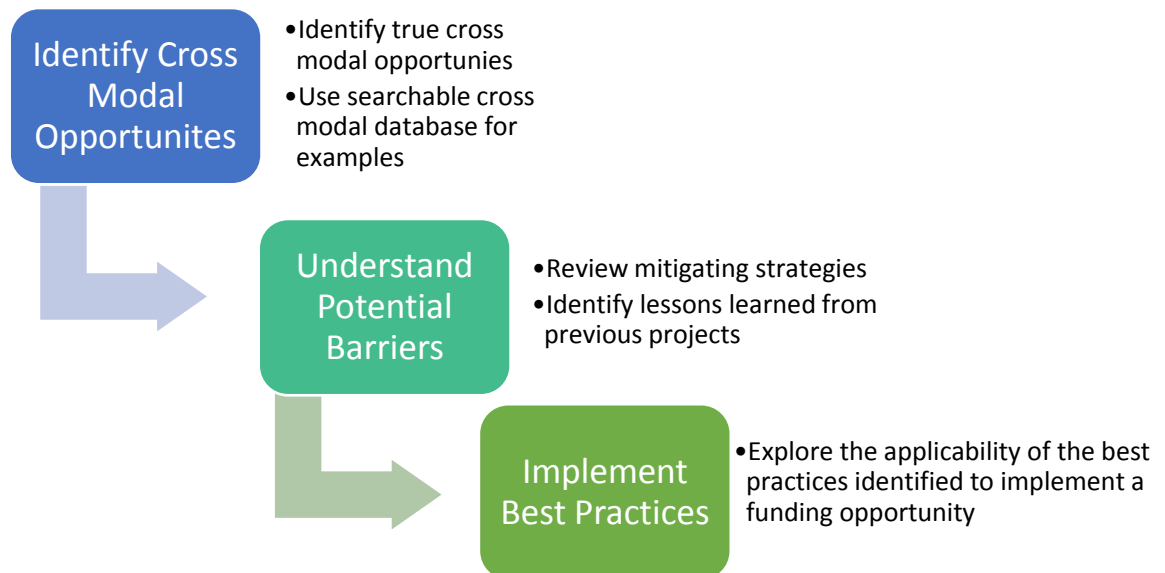 Identify Cross
Modal
Opportunites
•Identify true cross
modal opportunies
•Use searchable cross
modal database for
examples
Understand
Potential
Barriers
•Review mitigating strategies
•Identify lessons learned from
previous projects
Implement
Best Practices
•Explore the applicability of the best
practices identified to implement a
funding opportunity